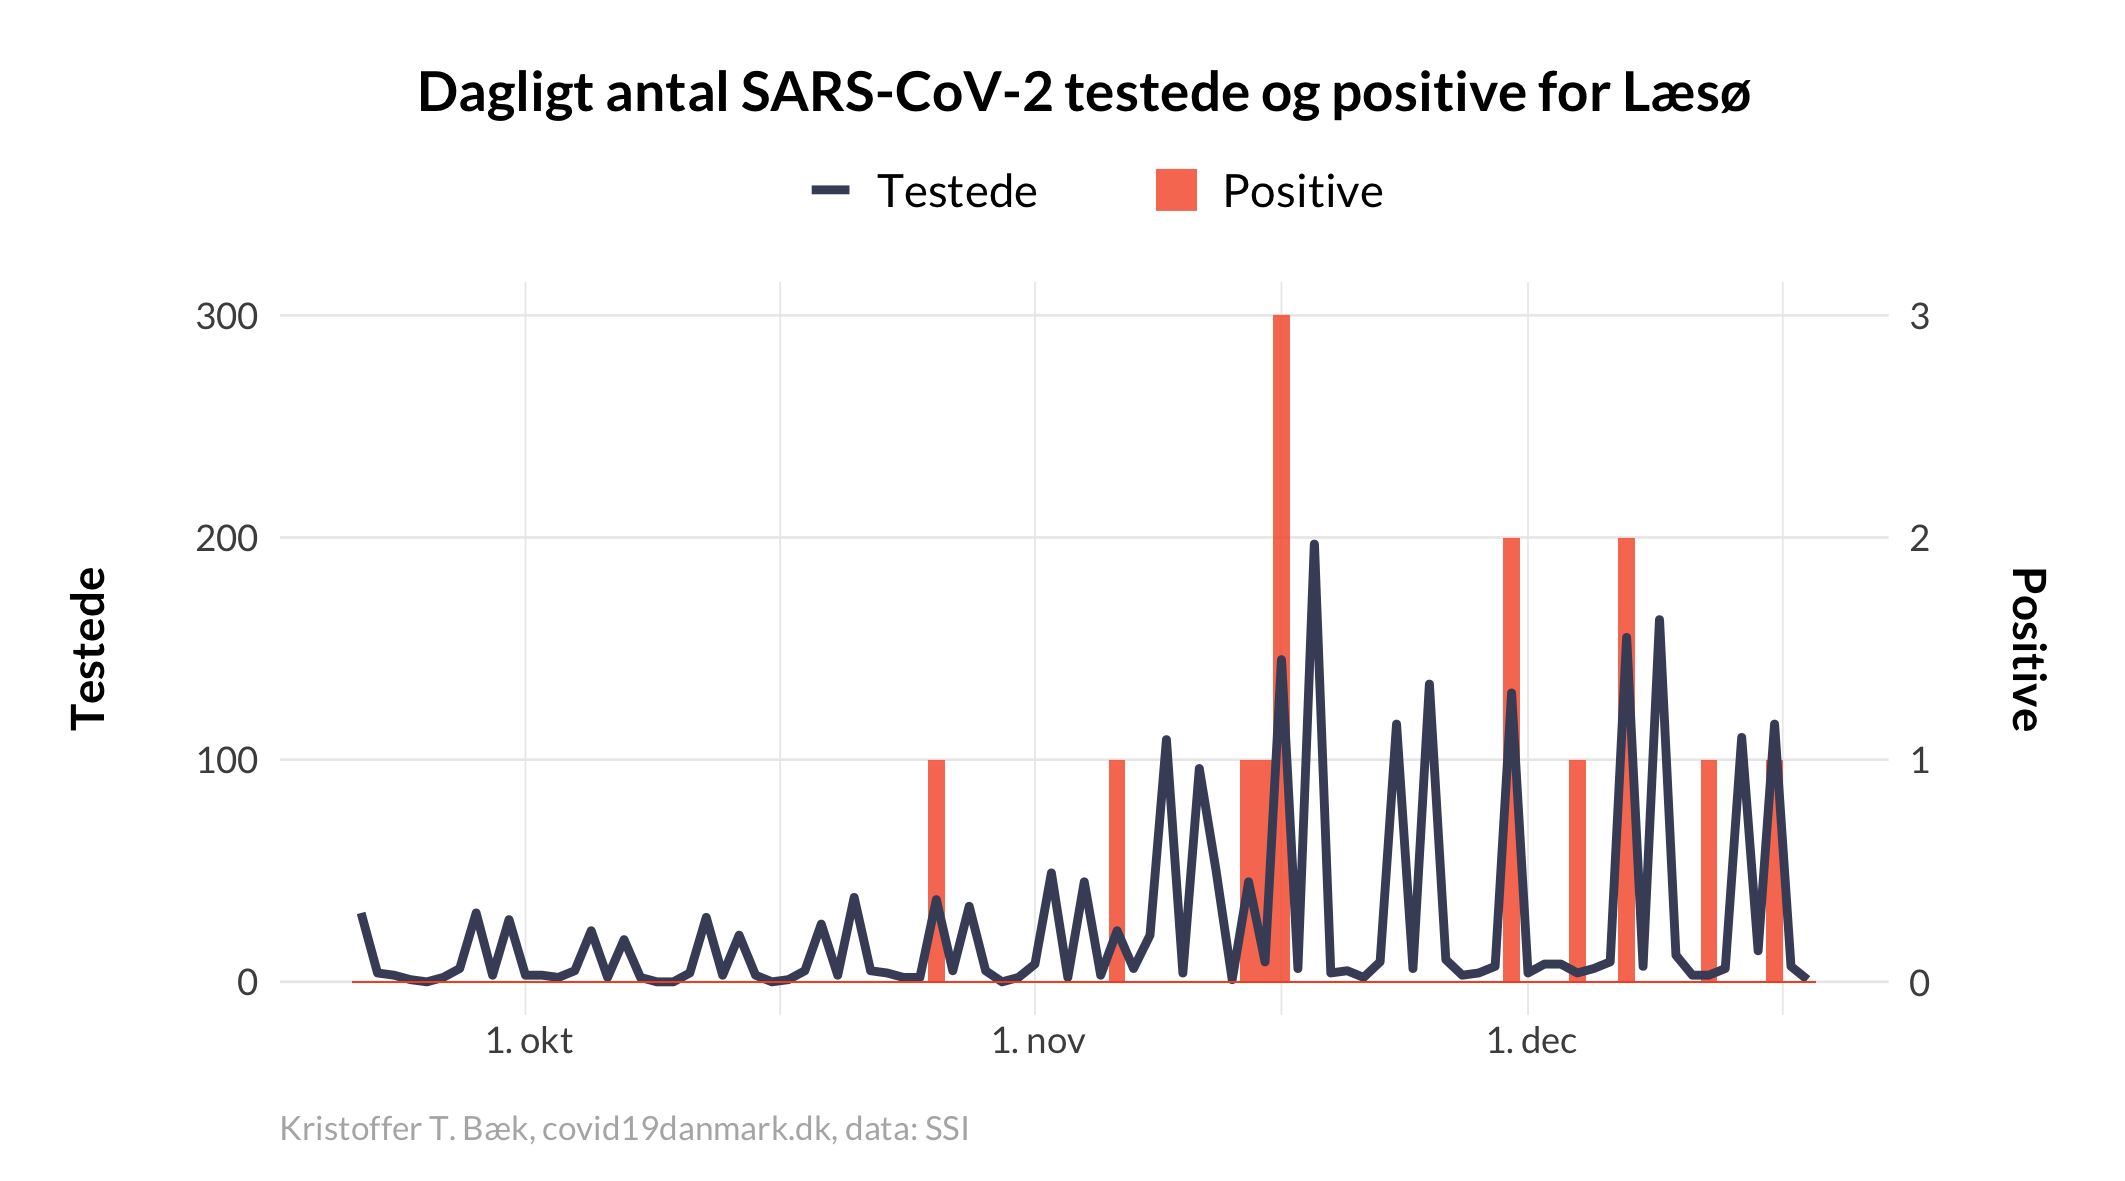 Dagligt antal SARS-CoV-2 testede og positive for Læsø
Testede
Positive
300
200
100
0
3
2
1
0
Testede
Positive
1. okt
1. nov
1. dec
Kristoffer T. Bæk, covid19danmark.dk, data: SSI